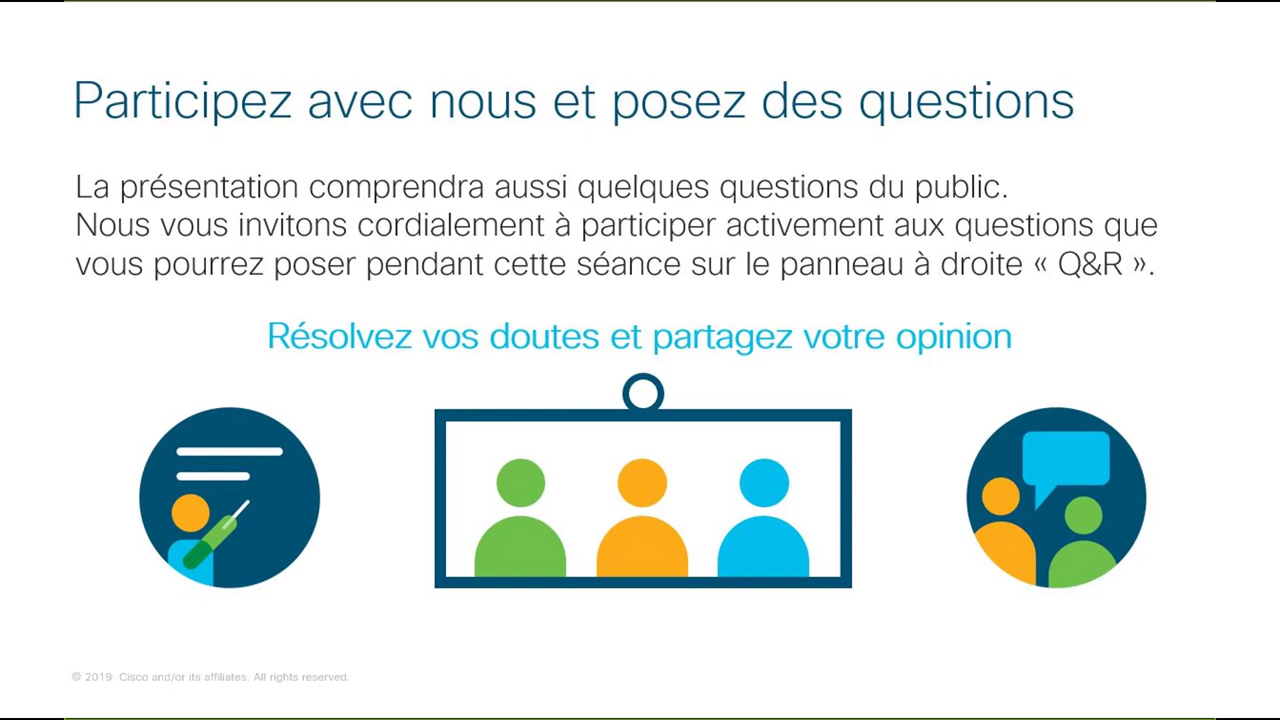 Participez avec nous et posez des questions
La présentation comprendra aussi quelques questions du public.
Nous vous invitons cordialement à participer activement aux questions que
vous pourrez poser pendant cette séance sur le panneau à droite « Q&R ».
Résolvez vos doutes et partagez votre opinion
© 2019 Cisco and/or its affiliates. All rights reserved.